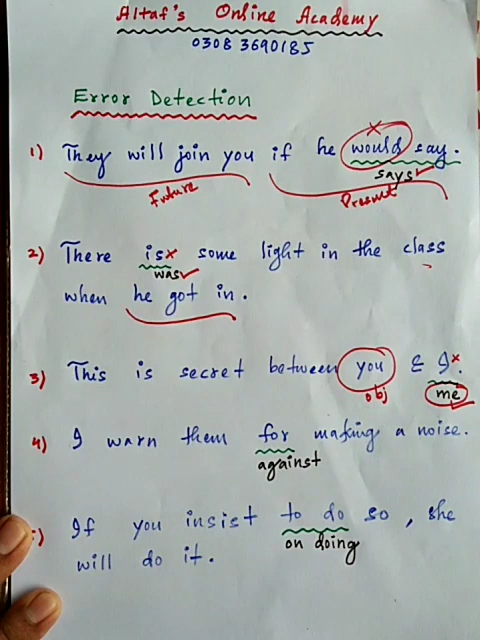 Altaf's Online Academy
0308 3690185
Error Detection
1) They will join you if he would say.
says
Future
Present
2) There is some light in the class
was
when he got in.
3) This is secret between you & I.
obj
me
4) I warn them for making a noise.
against
If you insist to do so, she
on doing
will do it.